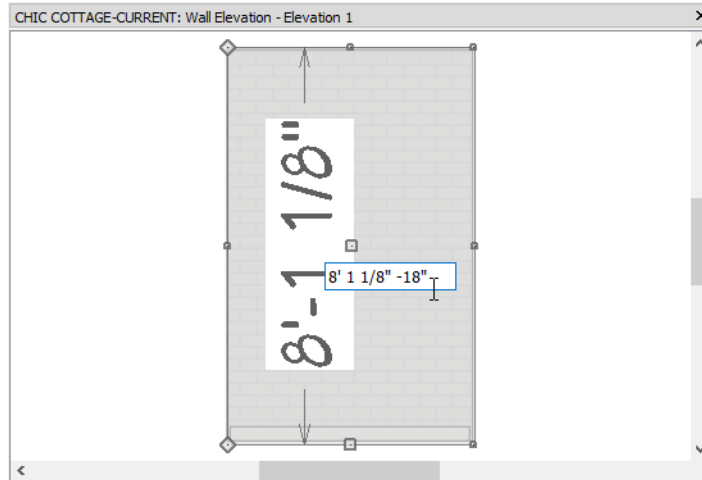 CHIC COTTAGE-CURRENT: Wall Elevation - Elevation 1
8'-1 1/8"
8' 1 1/8" -18"